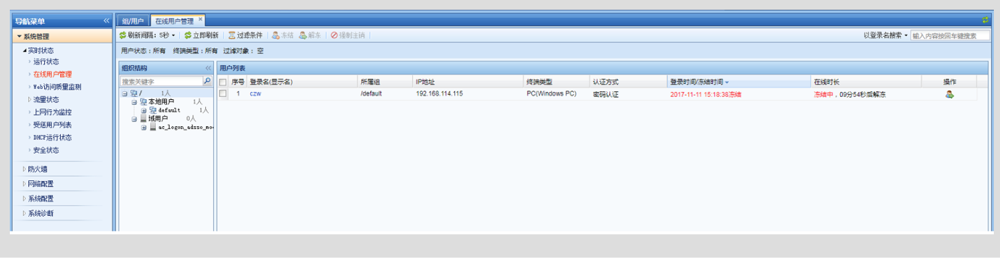 导航菜单
组/用户 在线用户管理
系统管理
刷新间隔：5秒 立即刷新 过滤条件 冻结 解冻 强制注销 以登录名搜索 输入内容按回车键搜索
实时状态
运行状态
在线用户管理
Web访问质量监测
流量状态
上网行为监控
受惩用户列表
DHCP运行状态
安全状态
防火墙
网络配置
系统配置
系统诊断
用户状态：所有 终端类型：所有 过滤对象：空
组织结构
搜索关键字
/ 1人
本地用户 1人
default 1人
域用户 0人
ac_logon_adsso_no
用户列表
序号 登录名(显示名) 所属组 IP地址 终端类型 认证方式 登录时间/冻结时间 在线时长 操作
1 czw /default 192.168.114.115 PC(Windows PC) 密码认证 2017-11-11 15:18:38冻结 冻结中，09分54秒后解冻